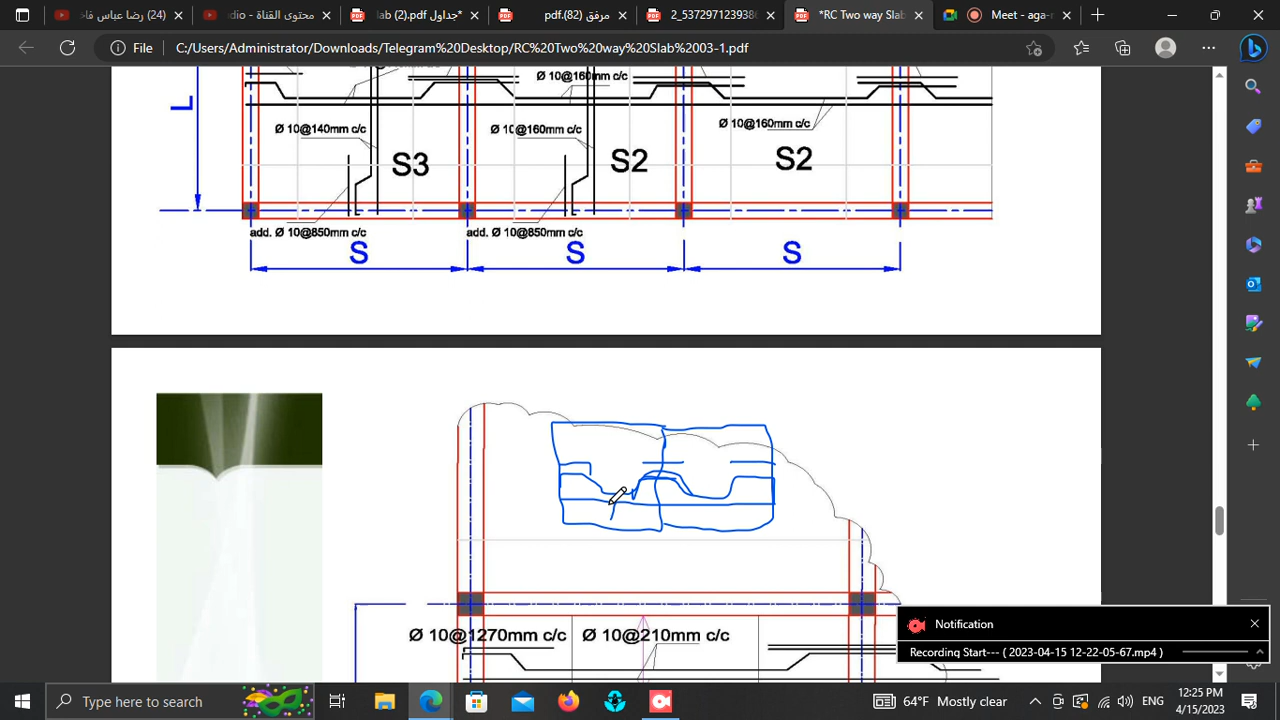 رضا عباس فاض (24)
محتوى القناة - udio
*جداول lab (2).pdf
مرفق (82).pdf
2_5372971239386
*RC Two way Slab
Meet - aga-n
File
C:/Users/Administrator/Downloads/Telegram%20Desktop/RC%20Two%20way%20Slab%2003-1.pdf
Ø 10@160mm c/c
L
Ø 10@140mm c/c
Ø 10@160mm c/c
Ø 10@160mm c/c
S3
S2
S2
add. Ø 10@850mm c/c
add. Ø 10@850mm c/c
S
S
S
Ø 10@1270mm c/c
Ø 10@210mm c/c
Notification
Recording Start--- ( 2023-04-15 12-22-05-67.mp4 )
Type here to search
64°F Mostly clear
ENG
12:25 PM
4/15/2023